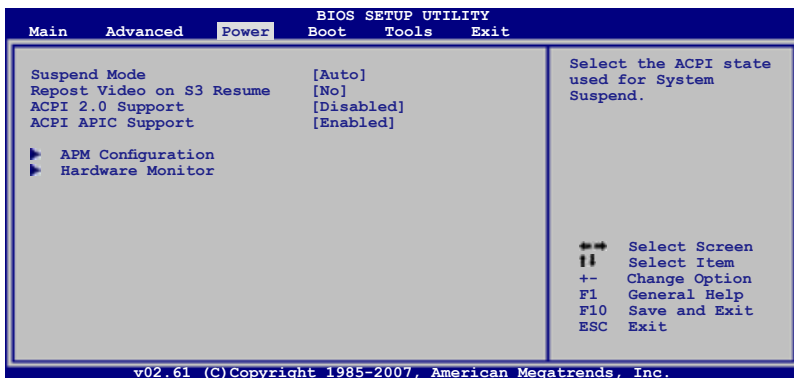 BIOS SETUP UTILITY
Main Advanced Power Boot Tools Exit
Suspend Mode [Auto]
Repost Video on S3 Resume [No]
ACPI 2.0 Support [Disabled]
ACPI APIC Support [Enabled]
APM Configuration
Hardware Monitor
Select the ACPI state
used for System
Suspend.
Select Screen
Select Item
+- Change Option
F1 General Help
F10 Save and Exit
ESC Exit
v02.61 (C)Copyright 1985-2007, American Megatrends, Inc.